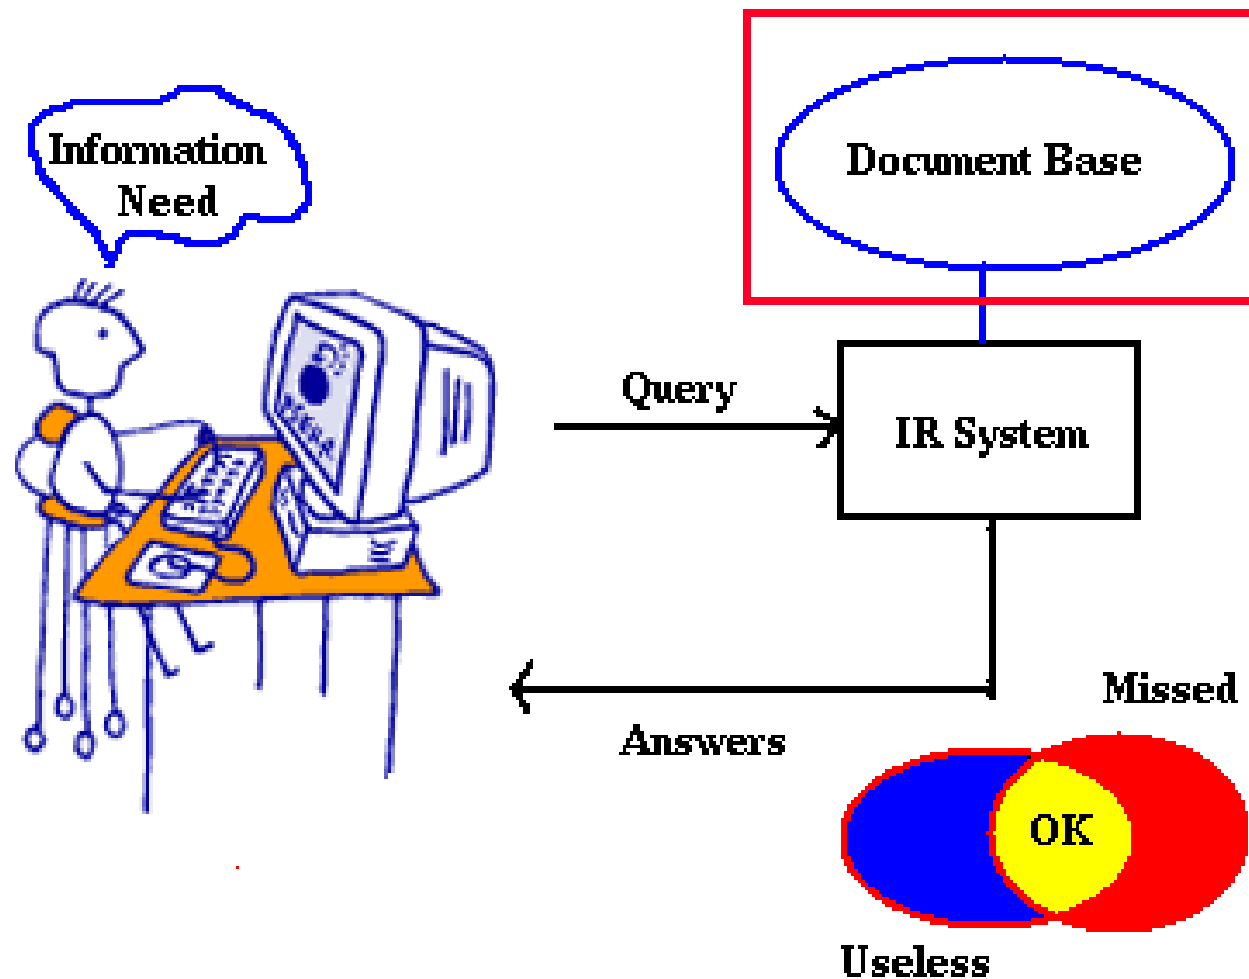 Information
Need
Document Base
Query
IR System
Missed
Answers
OK
Useless